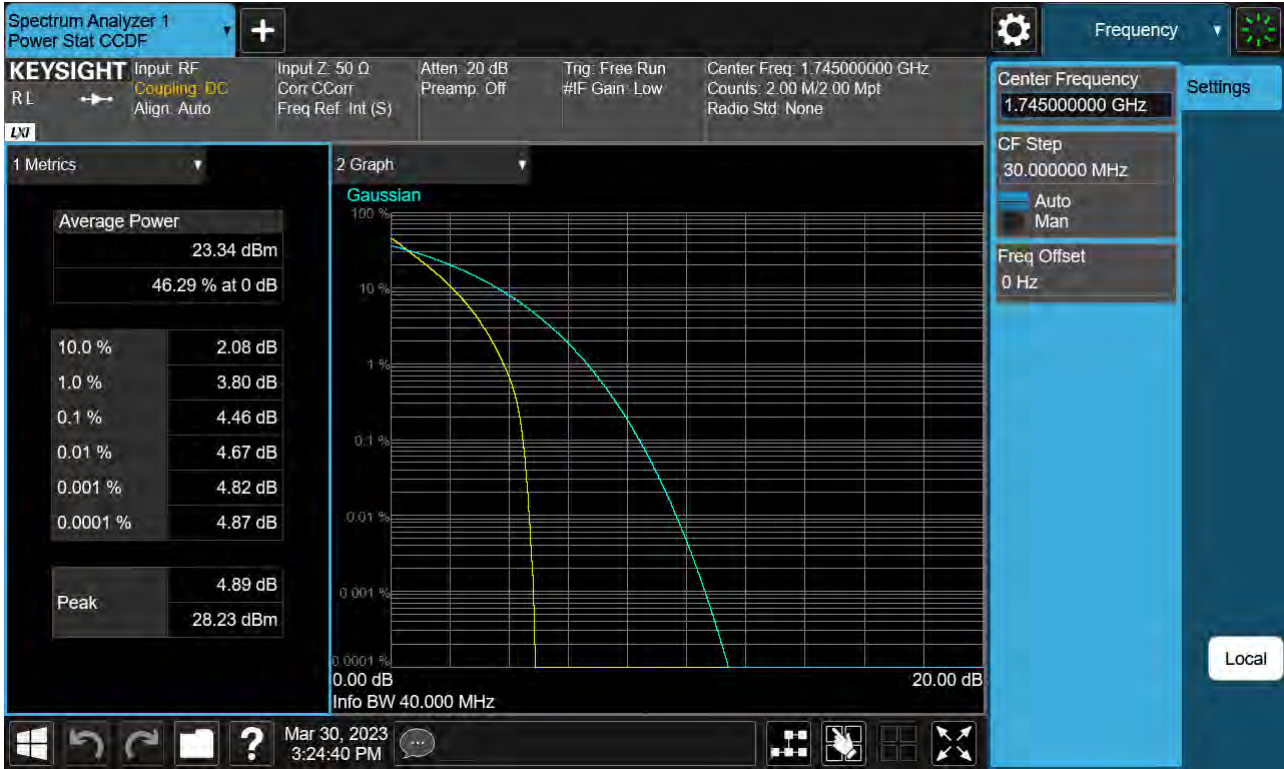 Spectrum Analyzer 1
Power Stat CCDF
+
Frequency
KEYSIGHT
RL
LXI
Input: RF
Coupling: DC
Align: Auto
Input Z: 50 Ω
Corr CCorr
Freq Ref: Int (S)
Atten: 20 dB
Preamp: Off
Trig: Free Run
#IF Gain: Low
Center Freq: 1.745000000 GHz
Counts: 2.00 M/2.00 Mpt
Radio Std: None
Center Frequency
1.745000000 GHz
Settings
CF Step
30.000000 MHz
Auto
Man
Freq Offset
0 Hz
1 Metrics
Average Power
23.34 dBm
46.29 % at 0 dB
10.0 % 2.08 dB
1.0 % 3.80 dB
0.1 % 4.46 dB
0.01 % 4.67 dB
0.001 % 4.82 dB
0.0001 % 4.87 dB
Peak
4.89 dB
28.23 dBm
2 Graph
Gaussian
100 %
10 %
1 %
0.1 %
0.01 %
0.001 %
0.0001 %
0.00 dB 20.00 dB
Info BW 40.000 MHz
Local
?
Mar 30, 2023
3:24:40 PM